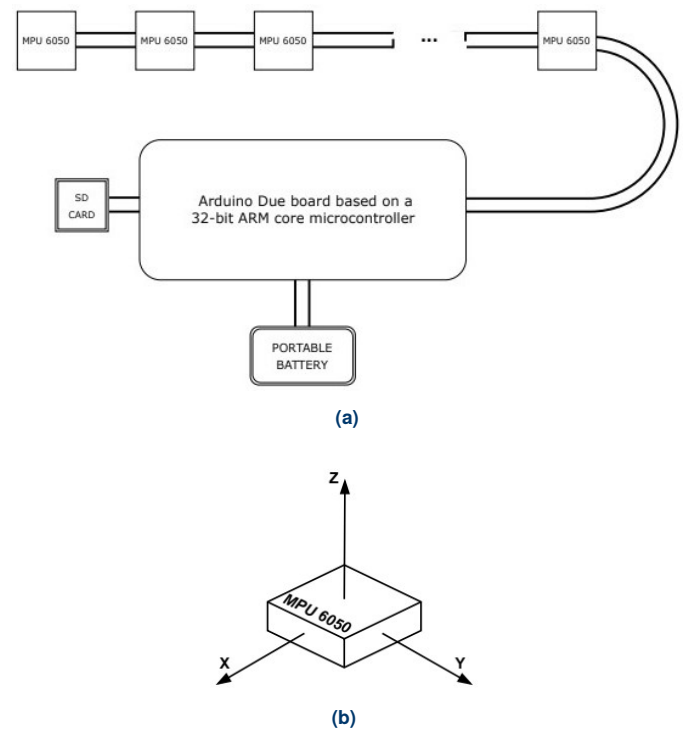 MPU 6050
MPU 6050
MPU 6050
...
MPU 6050
SD
CARD
Arduino Due board based on a
32-bit ARM core microcontroller
PORTABLE
BATTERY
(a)
Z
MPU 6050
X
Y
(b)